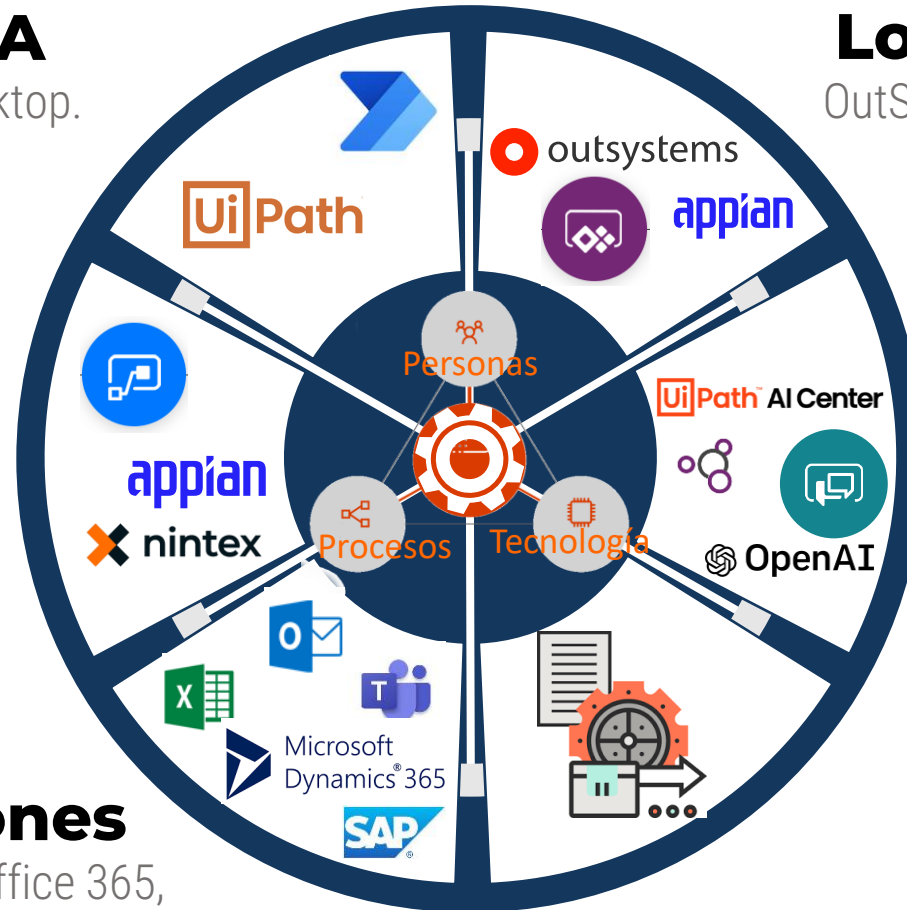 A
Lo
ktop.
OutS
outsystems
UiPath
appian
Personas
UiPath™ AI Center
appian
nintex
Procesos
Tecnología
OpenAI
O
X
T
Microsoft
Dynamics® 365
SAP®
ones
ffice 365,